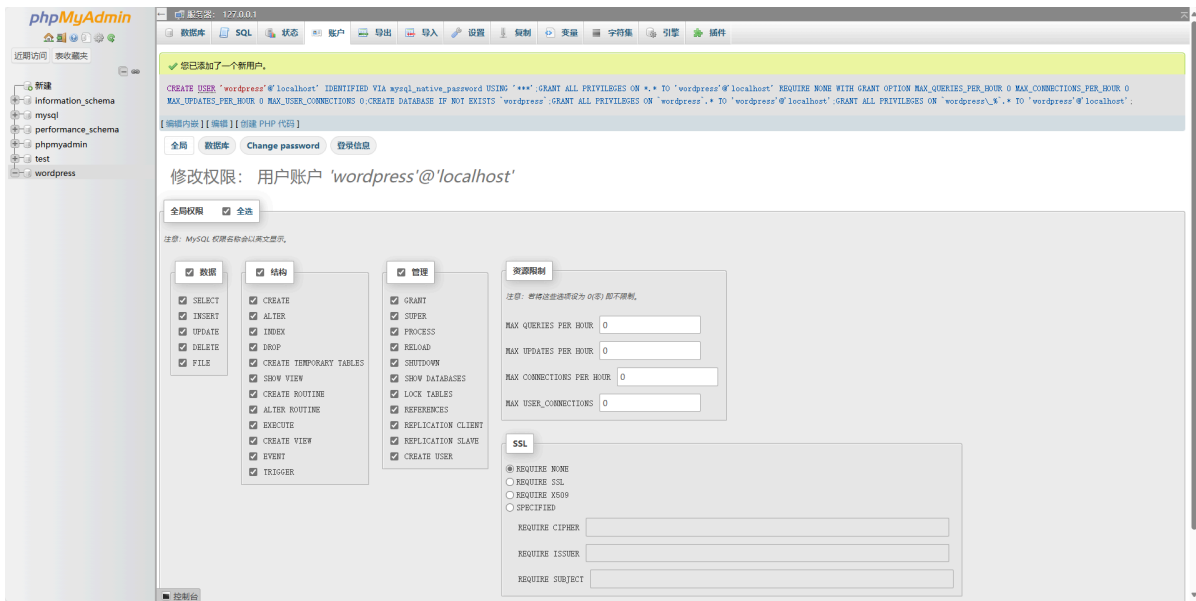 phpMyAdmin
近期访问 表收藏夹
新建
information_schema
mysql
performance_schema
phpmyadmin
test
wordpress
服务器: 127.0.0.1
数据库 SQL 状态 账户 导出 导入 设置 复制 变量 字符集 引擎 插件
您已添加了一个新用户。
CREATE USER 'wordpress'@'localhost' IDENTIFIED VIA mysql_native_password USING '***';GRANT ALL PRIVILEGES ON *.* TO 'wordpress'@'localhost' REQUIRE NONE WITH GRANT OPTION MAX_QUERIES_PER_HOUR 0 MAX_CONNECTIONS_PER_HOUR 0
MAX_UPDATES_PER_HOUR 0 MAX_USER_CONNECTIONS 0;CREATE DATABASE IF NOT EXISTS `wordpress`;GRANT ALL PRIVILEGES ON `wordpress`.* TO 'wordpress'@'localhost';GRANT ALL PRIVILEGES ON `wordpress\_%`.* TO 'wordpress'@'localhost';
[ 编辑内嵌 ] [ 编辑 ] [ 创建 PHP 代码 ]
全局 数据库 Change password 登录信息
修改权限: 用户账户 'wordpress'@'localhost'
全局权限 全选
注意: MySQL 权限名称会以英文显示。
数据
SELECT
INSERT
UPDATE
DELETE
FILE
结构
CREATE
ALTER
INDEX
DROP
CREATE TEMPORARY TABLES
SHOW VIEW
CREATE ROUTINE
ALTER ROUTINE
EXECUTE
CREATE VIEW
EVENT
TRIGGER
管理
GRANT
SUPER
PROCESS
RELOAD
SHUTDOWN
SHOW DATABASES
LOCK TABLES
REFERENCES
REPLICATION CLIENT
REPLICATION SLAVE
CREATE USER
资源限制
注意: 若将这些选项设为 0(零) 即不限制。
MAX QUERIES PER HOUR 0
MAX UPDATES PER HOUR 0
MAX CONNECTIONS PER HOUR 0
MAX USER_CONNECTIONS 0
SSL
REQUIRE NONE
REQUIRE SSL
REQUIRE X509
SPECIFIED
REQUIRE CIPHER
REQUIRE ISSUER
REQUIRE SUBJECT
控制台